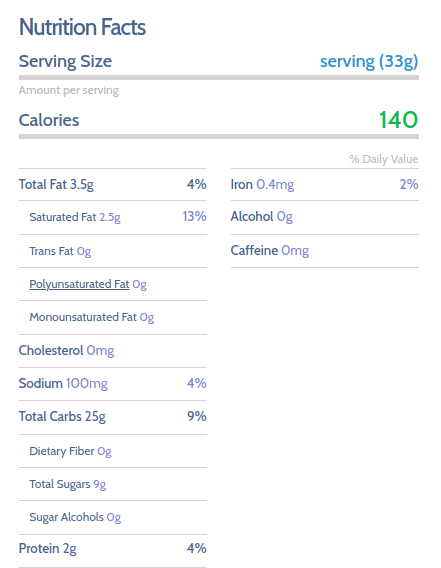 Nutrition Facts
Serving Size serving (33g)
Amount per serving
Calories 140
% Daily Value
Total Fat 3.5g 4%
Saturated Fat 2.5g 13%
Trans Fat 0g
Polyunsaturated Fat 0g
Monounsaturated Fat 0g
Cholesterol 0mg
Sodium 100mg 4%
Total Carbs 25g 9%
Dietary Fiber 0g
Total Sugars 9g
Sugar Alcohols 0g
Protein 2g 4%
Iron 0.4mg 2%
Alcohol 0g
Caffeine 0mg